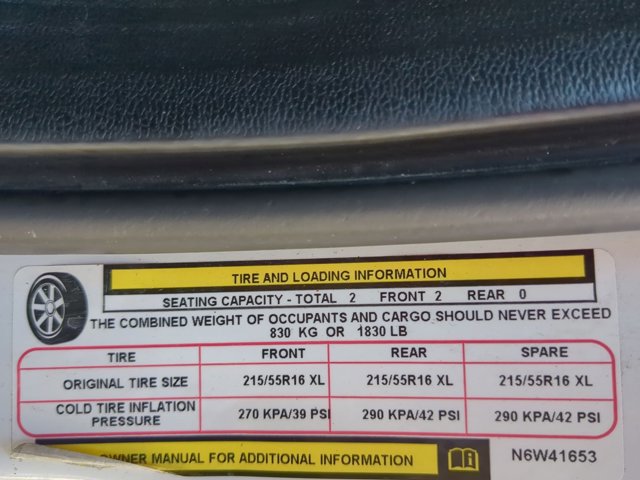 TIRE AND LOADING INFORMATION
SEATING CAPACITY - TOTAL 2 FRONT 2 REAR 0
THE COMBINED WEIGHT OF OCCUPANTS AND CARGO SHOULD NEVER EXCEED
830 KG OR 1830 LB
TIRE FRONT REAR SPARE
ORIGINAL TIRE SIZE 215/55R16 XL 215/55R16 XL 215/55R16 XL
COLD TIRE INFLATION PRESSURE 270 KPA/39 PSI 290 KPA/42 PSI 290 KPA/42 PSI
OWNER MANUAL FOR ADDITIONAL INFORMATION N6W41653